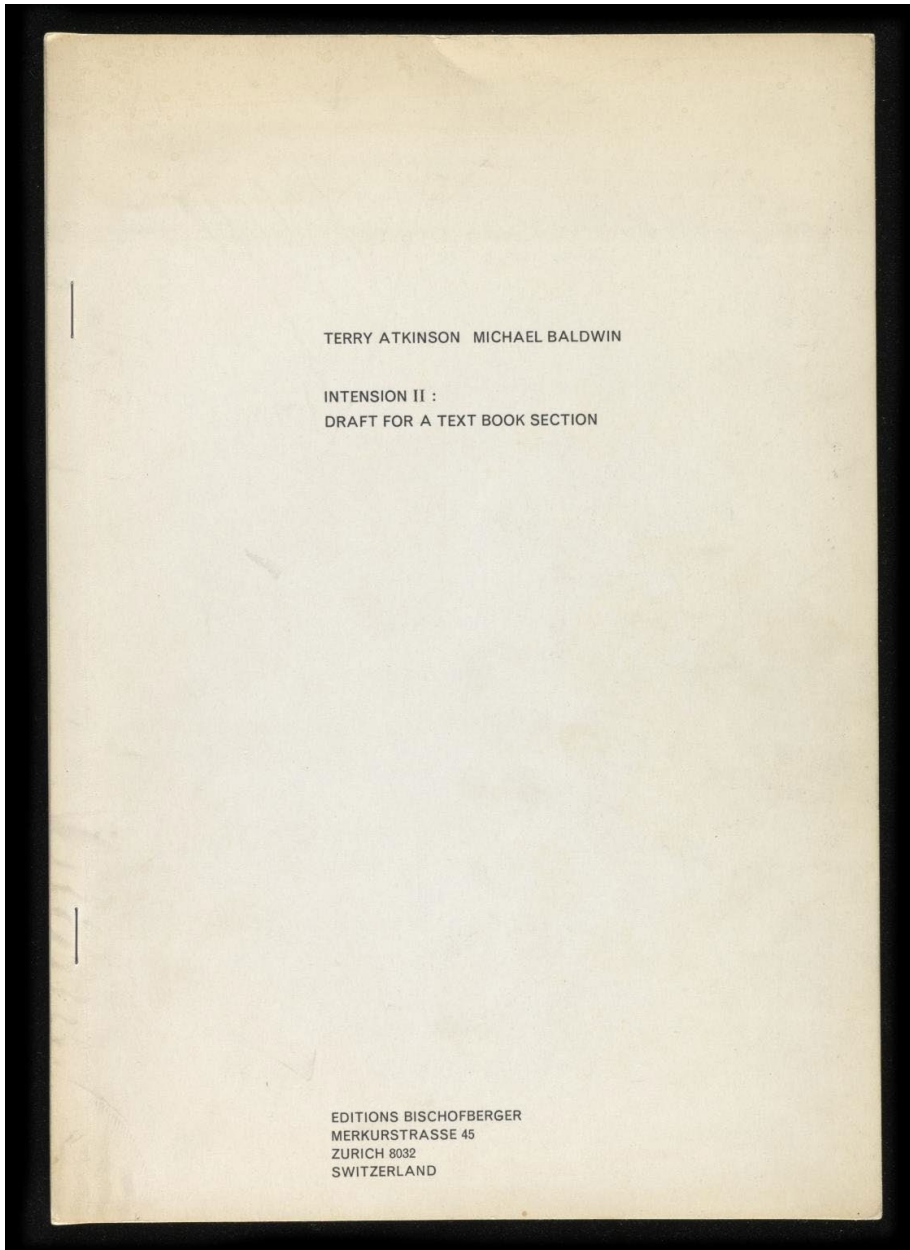 TERRY ATKINSON MICHAEL BALDWIN
INTENSION II :
DRAFT FOR A TEXT BOOK SECTION
EDITIONS BISCHOFBERGER
MERKURSTRASSE 45
ZURICH 8032
SWITZERLAND